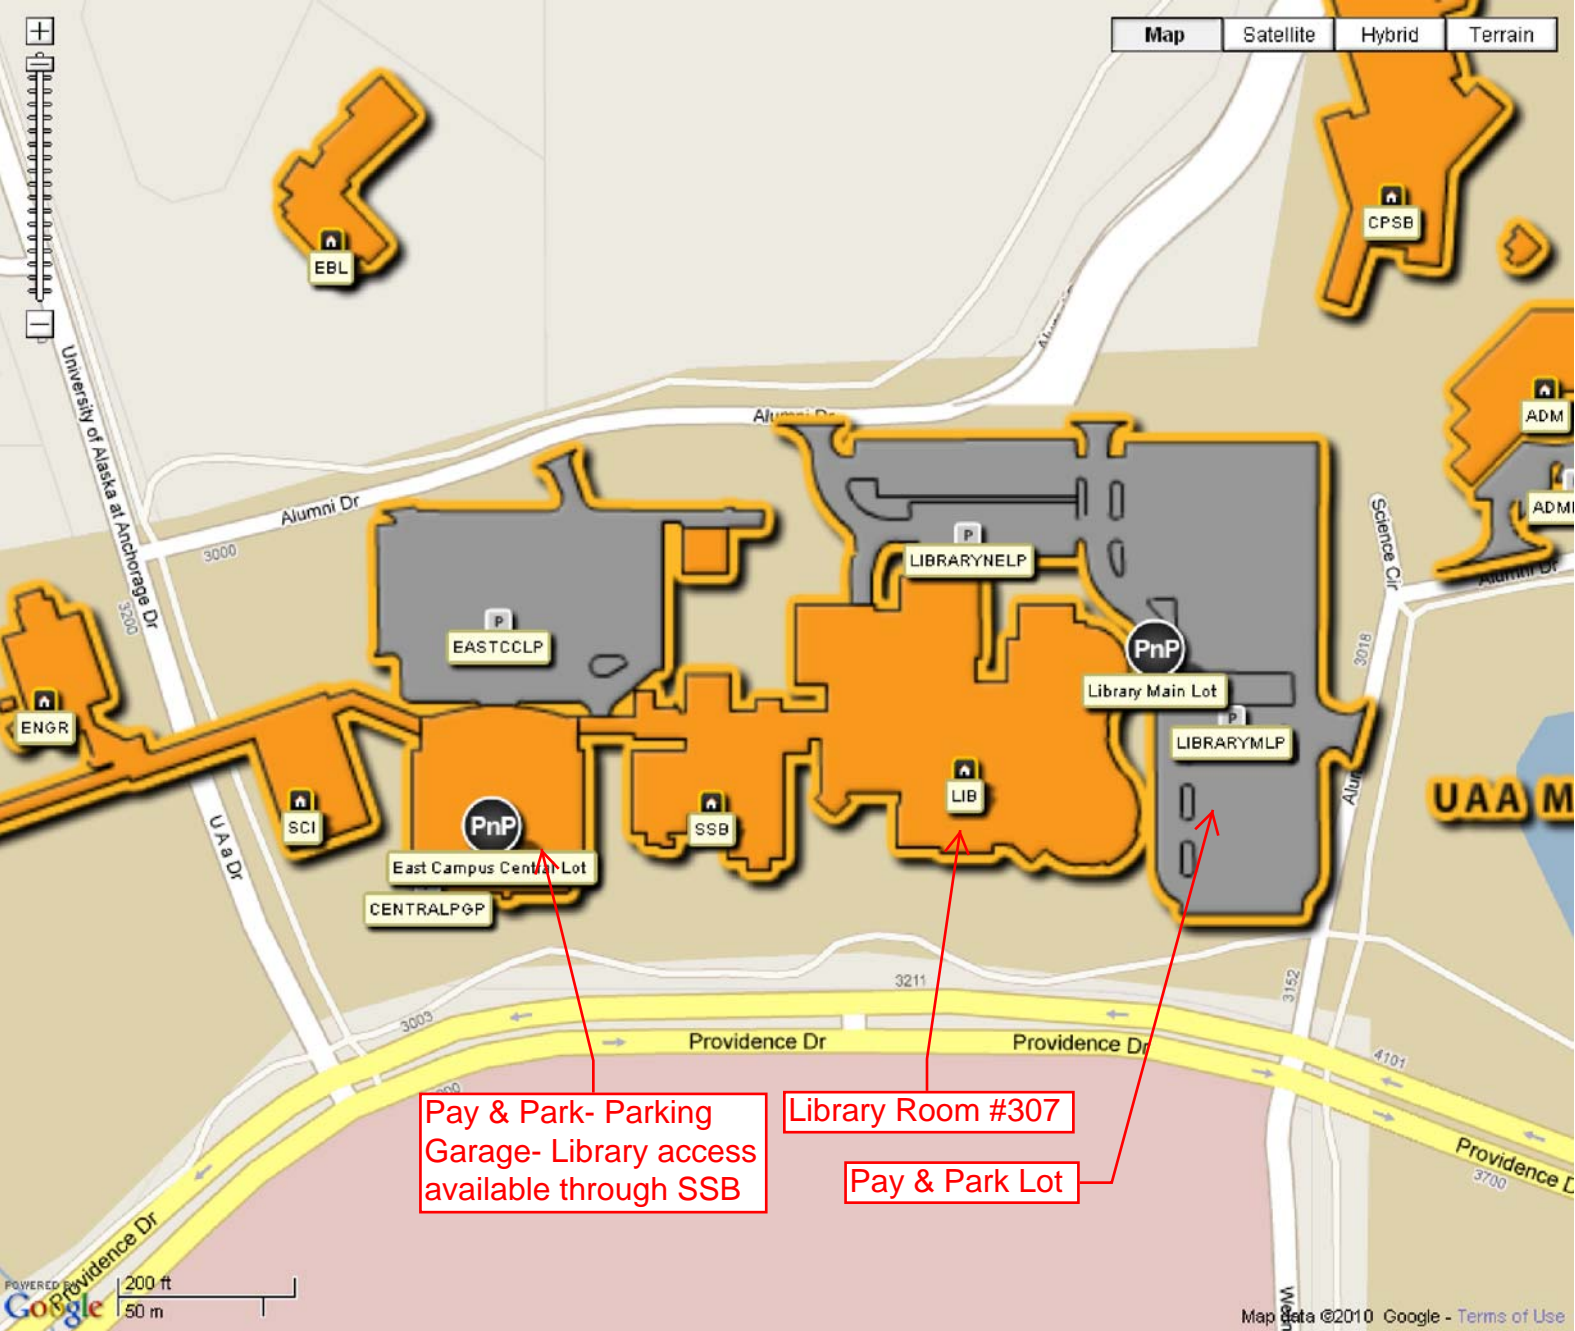 Map
Satellite
Hybrid
Terrain
CPSB
EBL
University of Alaska at Anchorage Dr
ADM
Alumni Dr
Alumni Dr
3000
3200
Science Cir
LIBRARYNELP
Alumni Dr
EASTCCLP
PnP
Library Main Lot
3018
ENGR
LIBRARYMLP
LIB
UAA M
SCI
SSB
PnP
East Campus Central Lot
U A a Dr
CENTRALPGP
3211
3152
3003
Providence Dr
Providence Dr
4101
Pay & Park- Parking
Garage- Library access
available through SSB
Library Room #307
Pay & Park Lot
Providence D
3700
Providence Dr
POWERED BY
Google
200 ft
50 m
Map data ©2010 Google - Terms of Use